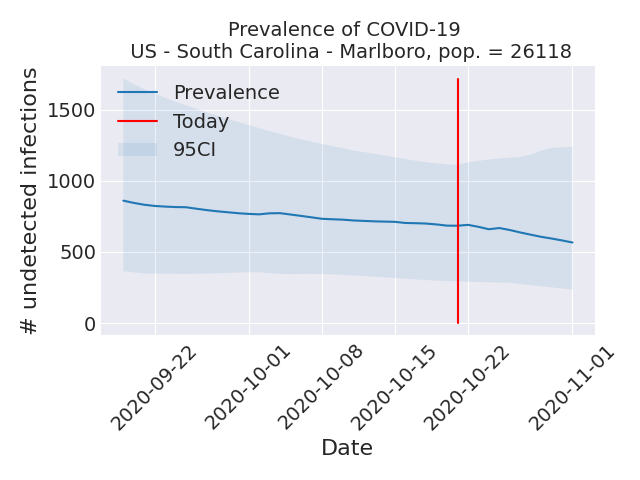 Prevalence of COVID-19
US - South Carolina - Marlboro, pop. = 26118
# undetected infections
1500
1000
500
0
Prevalence
Today
95CI
2020-09-22
2020-10-01
2020-10-08
2020-10-15
2020-10-22
2020-11-01
Date